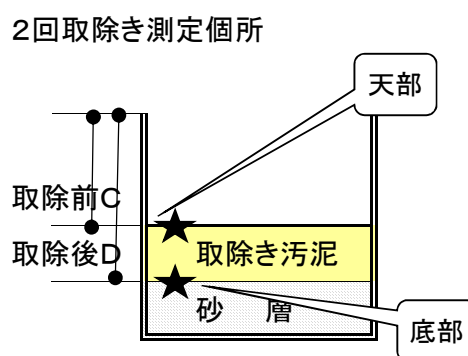 ２回取除き測定個所
天部
取除前C
取除後D
取除き汚泥
砂　層
底部